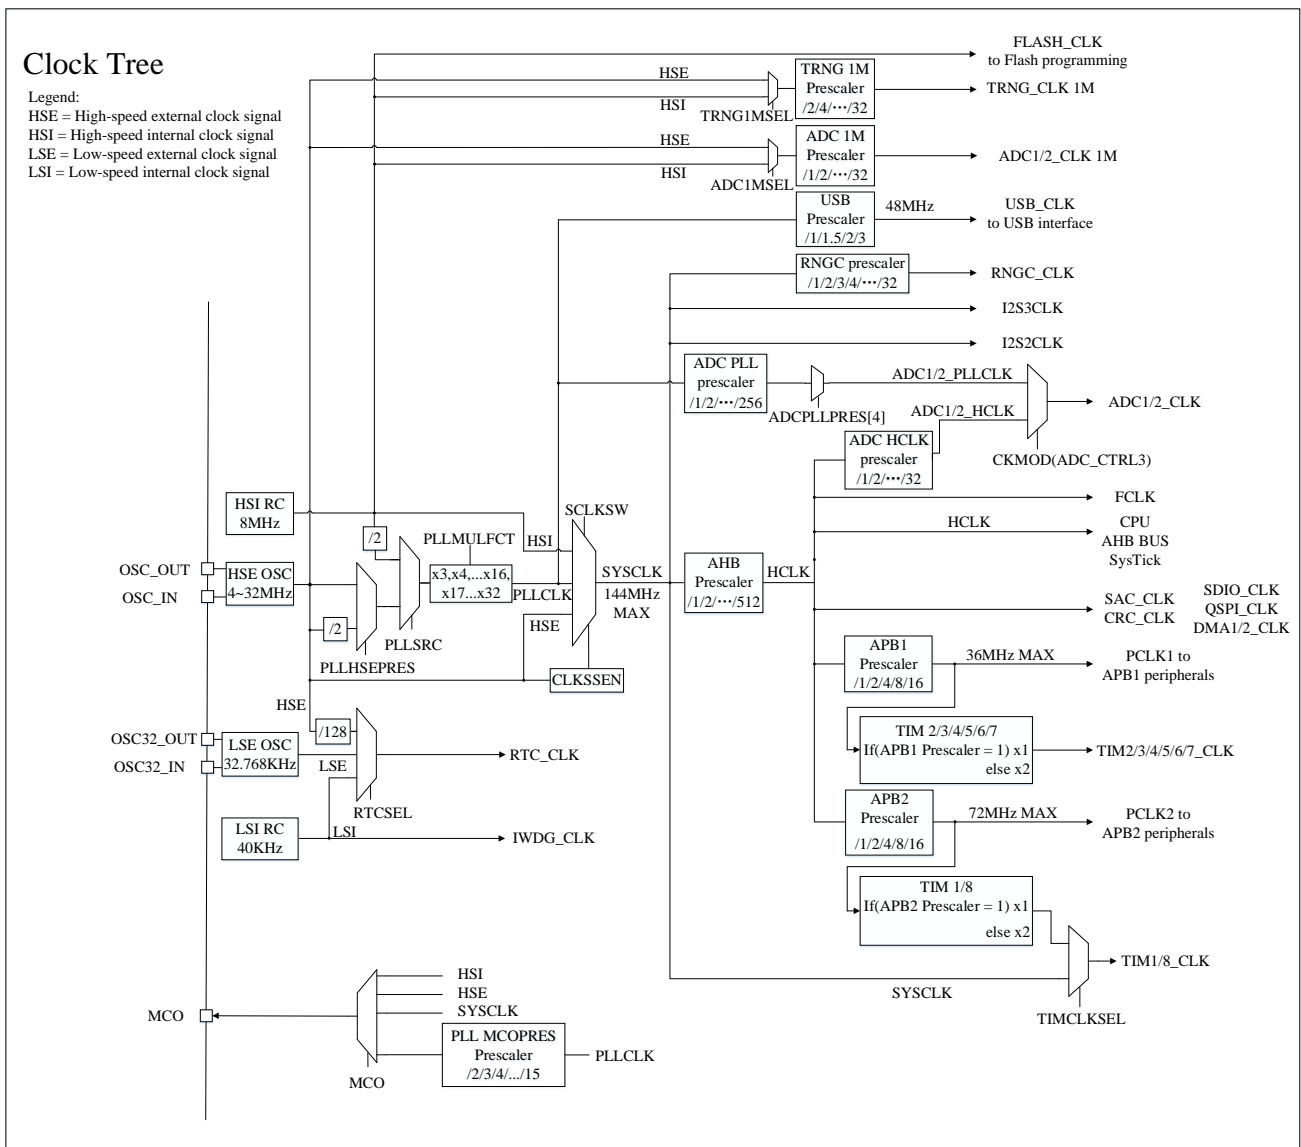 Clock Tree
Legend:
HSE = High-speed external clock signal
HSI = High-speed internal clock signal
LSE = Low-speed external clock signal
LSI = Low-speed internal clock signal
FLASH_CLK
to Flash programming
HSE
HSI
TRNG1MSEL
TRNG 1M
Prescaler
/2/4/···/32
TRNG_CLK 1M
HSE
HSI
ADC1MSEL
ADC 1M
Prescaler
/1/2/···/32
ADC1/2_CLK 1M
USB
Prescaler
/1/1.5/2/3
48MHz
USB_CLK
to USB interface
RNGC prescaler
/1/2/3/4/···/32
RNGC_CLK
I2S3CLK
I2S2CLK
ADC PLL
prescaler
/1/2/···/256
ADCPLLPRES[4]
ADC1/2_PLLCLK
ADC1/2_HCLK
ADC1/2_CLK
CKMOD(ADC_CTRL3)
ADC HCLK
prescaler
/1/2/···/32
FCLK
HCLK
CPU
AHB BUS
SysTick
HSI RC
8MHz
/2
OSC_OUT
OSC_IN
HSE OSC
4~32MHz
/2
PLLHSEPRES
PLLSRC
PLLMULFCT
x3,x4,...x16,
x17...x32
PLLCLK
SCLKSW
HSI
HSE
CLKSSEN
SYSCLK
144MHz
MAX
AHB
Prescaler
/1/2/···/512
HCLK
SAC_CLK
CRC_CLK
SDIO_CLK
QSPI_CLK
DMA1/2_CLK
APB1
Prescaler
/1/2/4/8/16
36MHz MAX
PCLK1 to
APB1 peripherals
HSE
/128
OSC32_OUT
OSC32_IN
LSE OSC
32.768KHz
LSE
RTCSEL
RTC_CLK
TIM 2/3/4/5/6/7
If(APB1 Prescaler = 1) x1
else x2
TIM2/3/4/5/6/7_CLK
LSI RC
40KHz
LSI
IWDG_CLK
APB2
Prescaler
/1/2/4/8/16
72MHz MAX
PCLK2 to
APB2 peripherals
TIM 1/8
If(APB2 Prescaler = 1) x1
else x2
TIM1/8_CLK
SYSCLK
TIMCLKSEL
MCO
HSI
HSE
SYSCLK
PLL MCOPRES
Prescaler
/2/3/4/.../15
PLLCLK
MCO